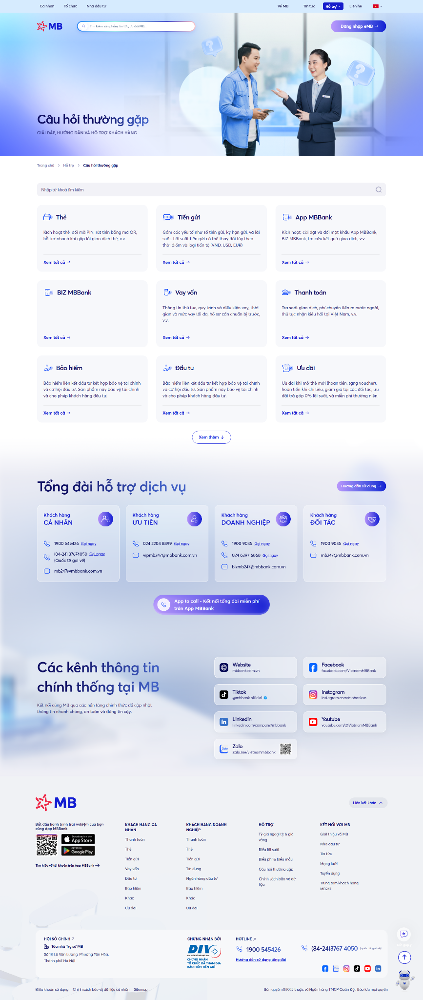 Cá nhân
Tổ chức
Nhà đầu tư
Về MB
Tin tức
Hỗ trợ
Liên hệ
MB
Tìm kiếm sản phẩm, tin tức, ưu đãi MB...
Đăng nhập eMB
Câu hỏi thường gặp
GIẢI ĐÁP, HƯỚNG DẪN VÀ HỖ TRỢ KHÁCH HÀNG
Trang chủ
Hỗ trợ
Câu hỏi thường gặp
Nhập từ khoá tìm kiếm
Thẻ
Kích hoạt thẻ, đổi mã PIN, rút tiền bằng mã QR,
hỗ trợ nhanh khi gặp lỗi giao dịch thẻ, v.v.
Xem tất cả
Tiền gửi
Gồm các yếu tố như số tiền gửi, kỳ hạn gửi, và lãi
suất. Lãi suất tiền gửi có thể thay đổi tùy theo
thời điểm và loại tiền tệ (VND, USD, EUR)
Xem tất cả
App MBBank
Kích hoạt, cài đặt và đổi mật khẩu App MBBank,
BIZ MBBank, tra cứu kết quả giao dịch, v.v.
Xem tất cả
BIZ MBBank
Xem tất cả
Vay vốn
Thông tin thủ tục, quy trình và điều kiện vay, thời
gian và mức vay tối đa, hồ sơ cần chuẩn bị trước,
v.v.
Xem tất cả
Thanh toán
Tra soát giao dịch, phí chuyển tiền ra nước ngoài,
thủ tục nhận kiều hối tại Việt Nam, v.v.
Xem tất cả
Bảo hiểm
Bảo hiểm liên kết đầu tư kết hợp bảo vệ tài chính
và cơ hội đầu tư. Sản phẩm này bảo vệ tài chính
và cho phép khách hàng đầu tư.
Xem tất cả
Đầu tư
Bảo hiểm liên kết đầu tư kết hợp bảo vệ tài chính
và cơ hội đầu tư. Sản phẩm này bảo vệ tài chính
và cho phép khách hàng đầu tư.
Xem tất cả
Ưu đãi
Ưu đãi khi mở thẻ mới (hoàn tiền, tặng voucher),
hoàn tiền khi chi tiêu, giảm giá tại các đối tác, ưu
đãi trả góp 0% lãi suất, và miễn phí thường niên.
Xem tất cả
Xem thêm
Tổng đài hỗ trợ dịch vụ
Hướng dẫn sử dụng
Khách hàng
CÁ NHÂN
1900 545426 Gọi ngay
(84-24) 37674050 Gọi ngay
(Quốc tế gọi về)
mb247@mbbank.com.vn
Khách hàng
ƯU TIÊN
024 2204 8899 Gọi ngay
vipmb247@mbbank.com.vn
Khách hàng
DOANH NGHIỆP
1900 9045 Gọi ngay
024 6297 6868 Gọi ngay
bizmb247@mbbank.com.vn
Khách hàng
ĐỐI TÁC
1900 9045 Gọi ngay
mb247@mbbank.com.vn
App to call - Kết nối tổng đài miễn phí
trên App MBBank
Các kênh thông tin
chính thống tại MB
Kết nối cùng MB qua các nền tảng chính thức để cập nhật
thông tin nhanh chóng, an toàn và đáng tin cậy.
Website
mbbank.com.vn
Facebook
facebook.com/VietnamMBBank
Tiktok
@mbbank.official
Instagram
instagram.com/mbbankvn
Linkedin
linkedin.com/company/mbbank
Youtube
youtube.com/@VietnamMBBank
Zalo
Zalo
Zalo.me/vietnammbbank
MB
Liên kết khác
Bắt đầu hành trình trải nghiệm của bạn
cùng App MBBank
Download on the
App Store
GET IT ON
Google Play
Tìm hiểu về tài khoản trên App MBBank
KHÁCH HÀNG CÁ
NHÂN
Thanh toán
Thẻ
Tiền gửi
Vay vốn
Đầu tư
Bảo hiểm
Khác
Ưu đãi
KHÁCH HÀNG DOANH
NGHIỆP
Thanh toán
Thẻ
Tiền gửi
Tín dụng
Ngân hàng đầu tư
Bảo hiểm
Khác
Ưu đãi
HỖ TRỢ
Tỷ giá ngoại tệ & giá
vàng
Biểu lãi suất
Biểu phí & biểu mẫu
Câu hỏi thường gặp
Chính sách bảo vệ dữ
liệu
KẾT NỐI VỚI MB
Giới thiệu về MB
Nhà đầu tư
Tin tức
Mạng lưới
Tuyển dụng
Trung tâm khách hàng
MB247
HỘI SỞ CHÍNH
Tòa nhà Trụ sở MB
Số 18 Lê Văn Lương, Phường Yên Hòa,
Thành phố Hà Nội
CHỨNG NHẬN BỞI
DIV
BẢO HIỂM TIỀN GỬI VIỆT NAM
CHỨNG NHẬN
TỔ CHỨC ĐÃ THAM GIA
BẢO HIỂM TIỀN GỬI
HOTLINE
1900 545426
Hướng dẫn sử dụng tổng đài
(84-24)3767 4050 (quốc tế gọi về)
Zalo
Điều khoản sử dụng
Chính sách bảo vệ dữ liệu cá nhân
Sitemap
Bản quyền @2025 thuộc về Ngân hàng TMCP Quân Đội. Bảo lưu mọi quyền